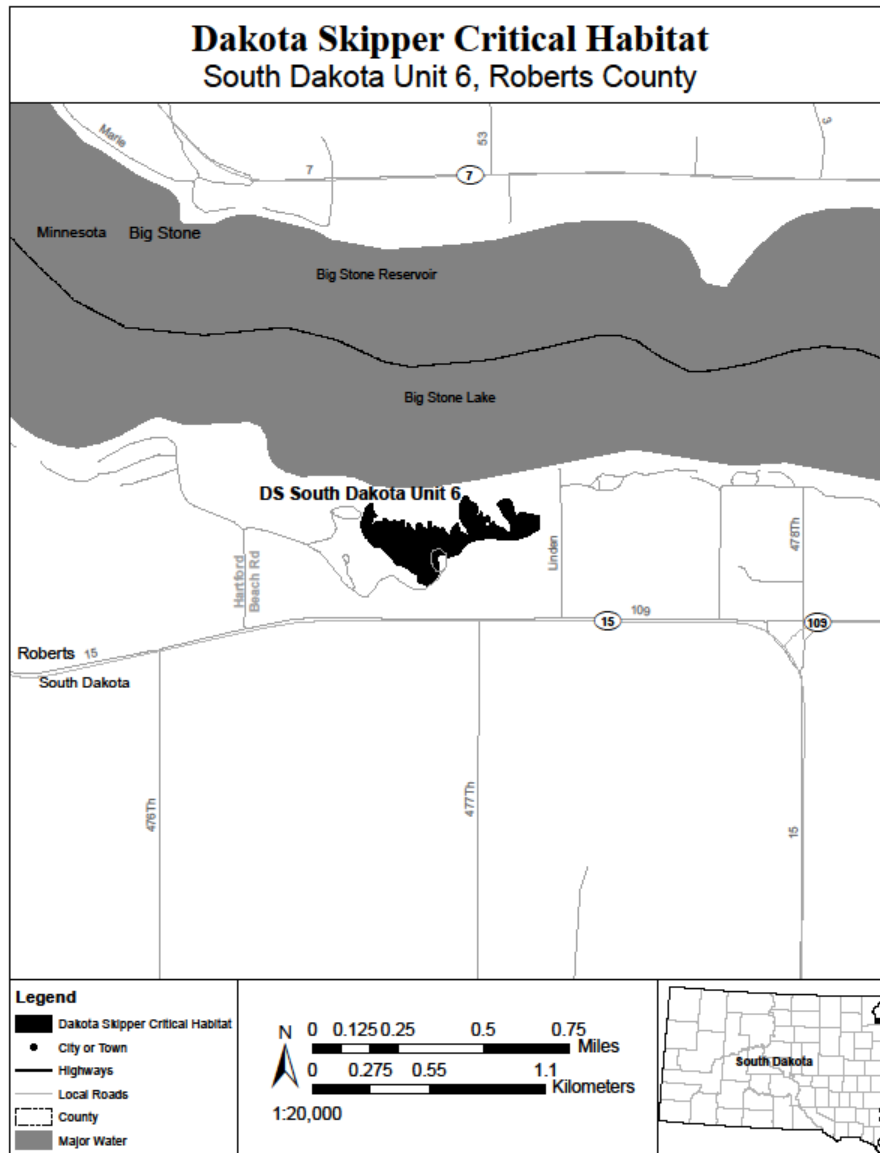 Dakota Skipper Critical Habitat
South Dakota Unit 6, Roberts County
Marie
7
53
3
7
Minnesota
Big Stone
Big Stone Reservoir
Big Stone Lake
DS South Dakota Unit 6
Hartford
Beach Rd
Linden
478Th
109
15
109
Roberts
15
South Dakota
476Th
477Th
15
Legend
Dakota Skipper Critical Habitat
City or Town
Highways
Local Roads
County
Major Water
N
0 0.125 0.25 0.5 0.75
Miles
0 0.275 0.55 1.1
Kilometers
1:20,000
South Dakota